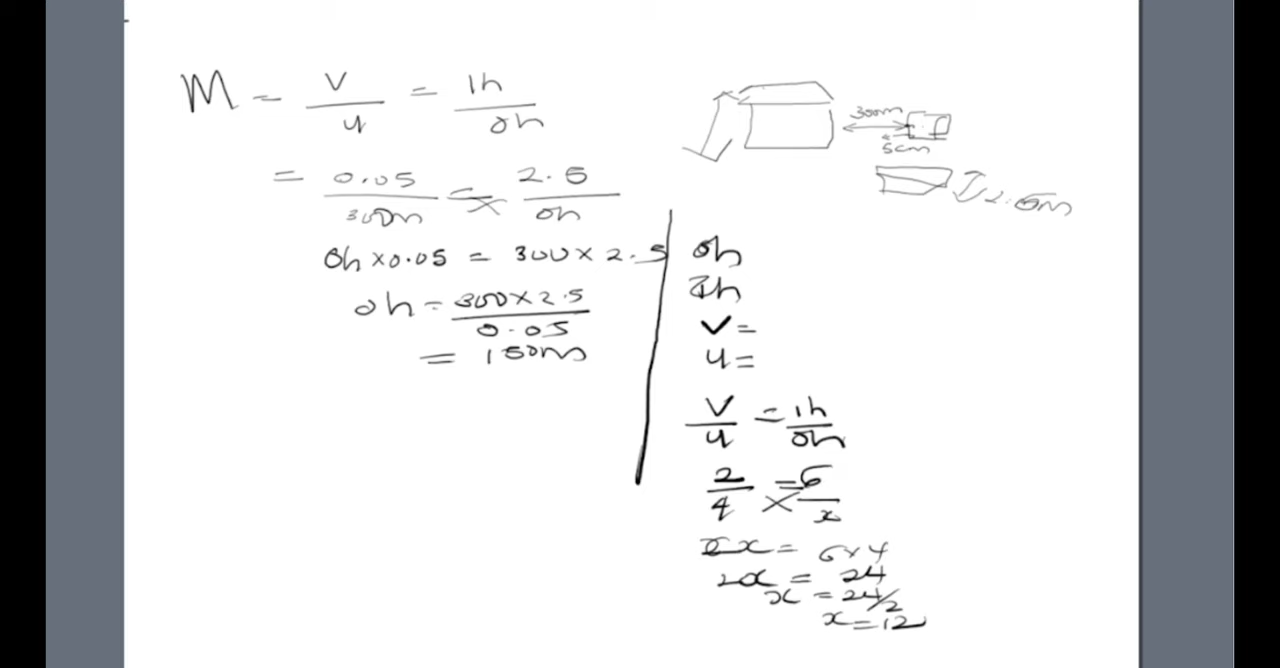 M = v/u = Ih/oh
= 0.05/300m = 2.5/oh
oh × 0.05 = 300 × 2.5
oh = 300 × 2.5/0.05
= 150m
300m
5cm
2.5m
oh
Ih
v =
u =
v/u = Ih/oh
2/4 = 6/x
2x = 6 × 4
2x = 24
x = 24/2
x = 12